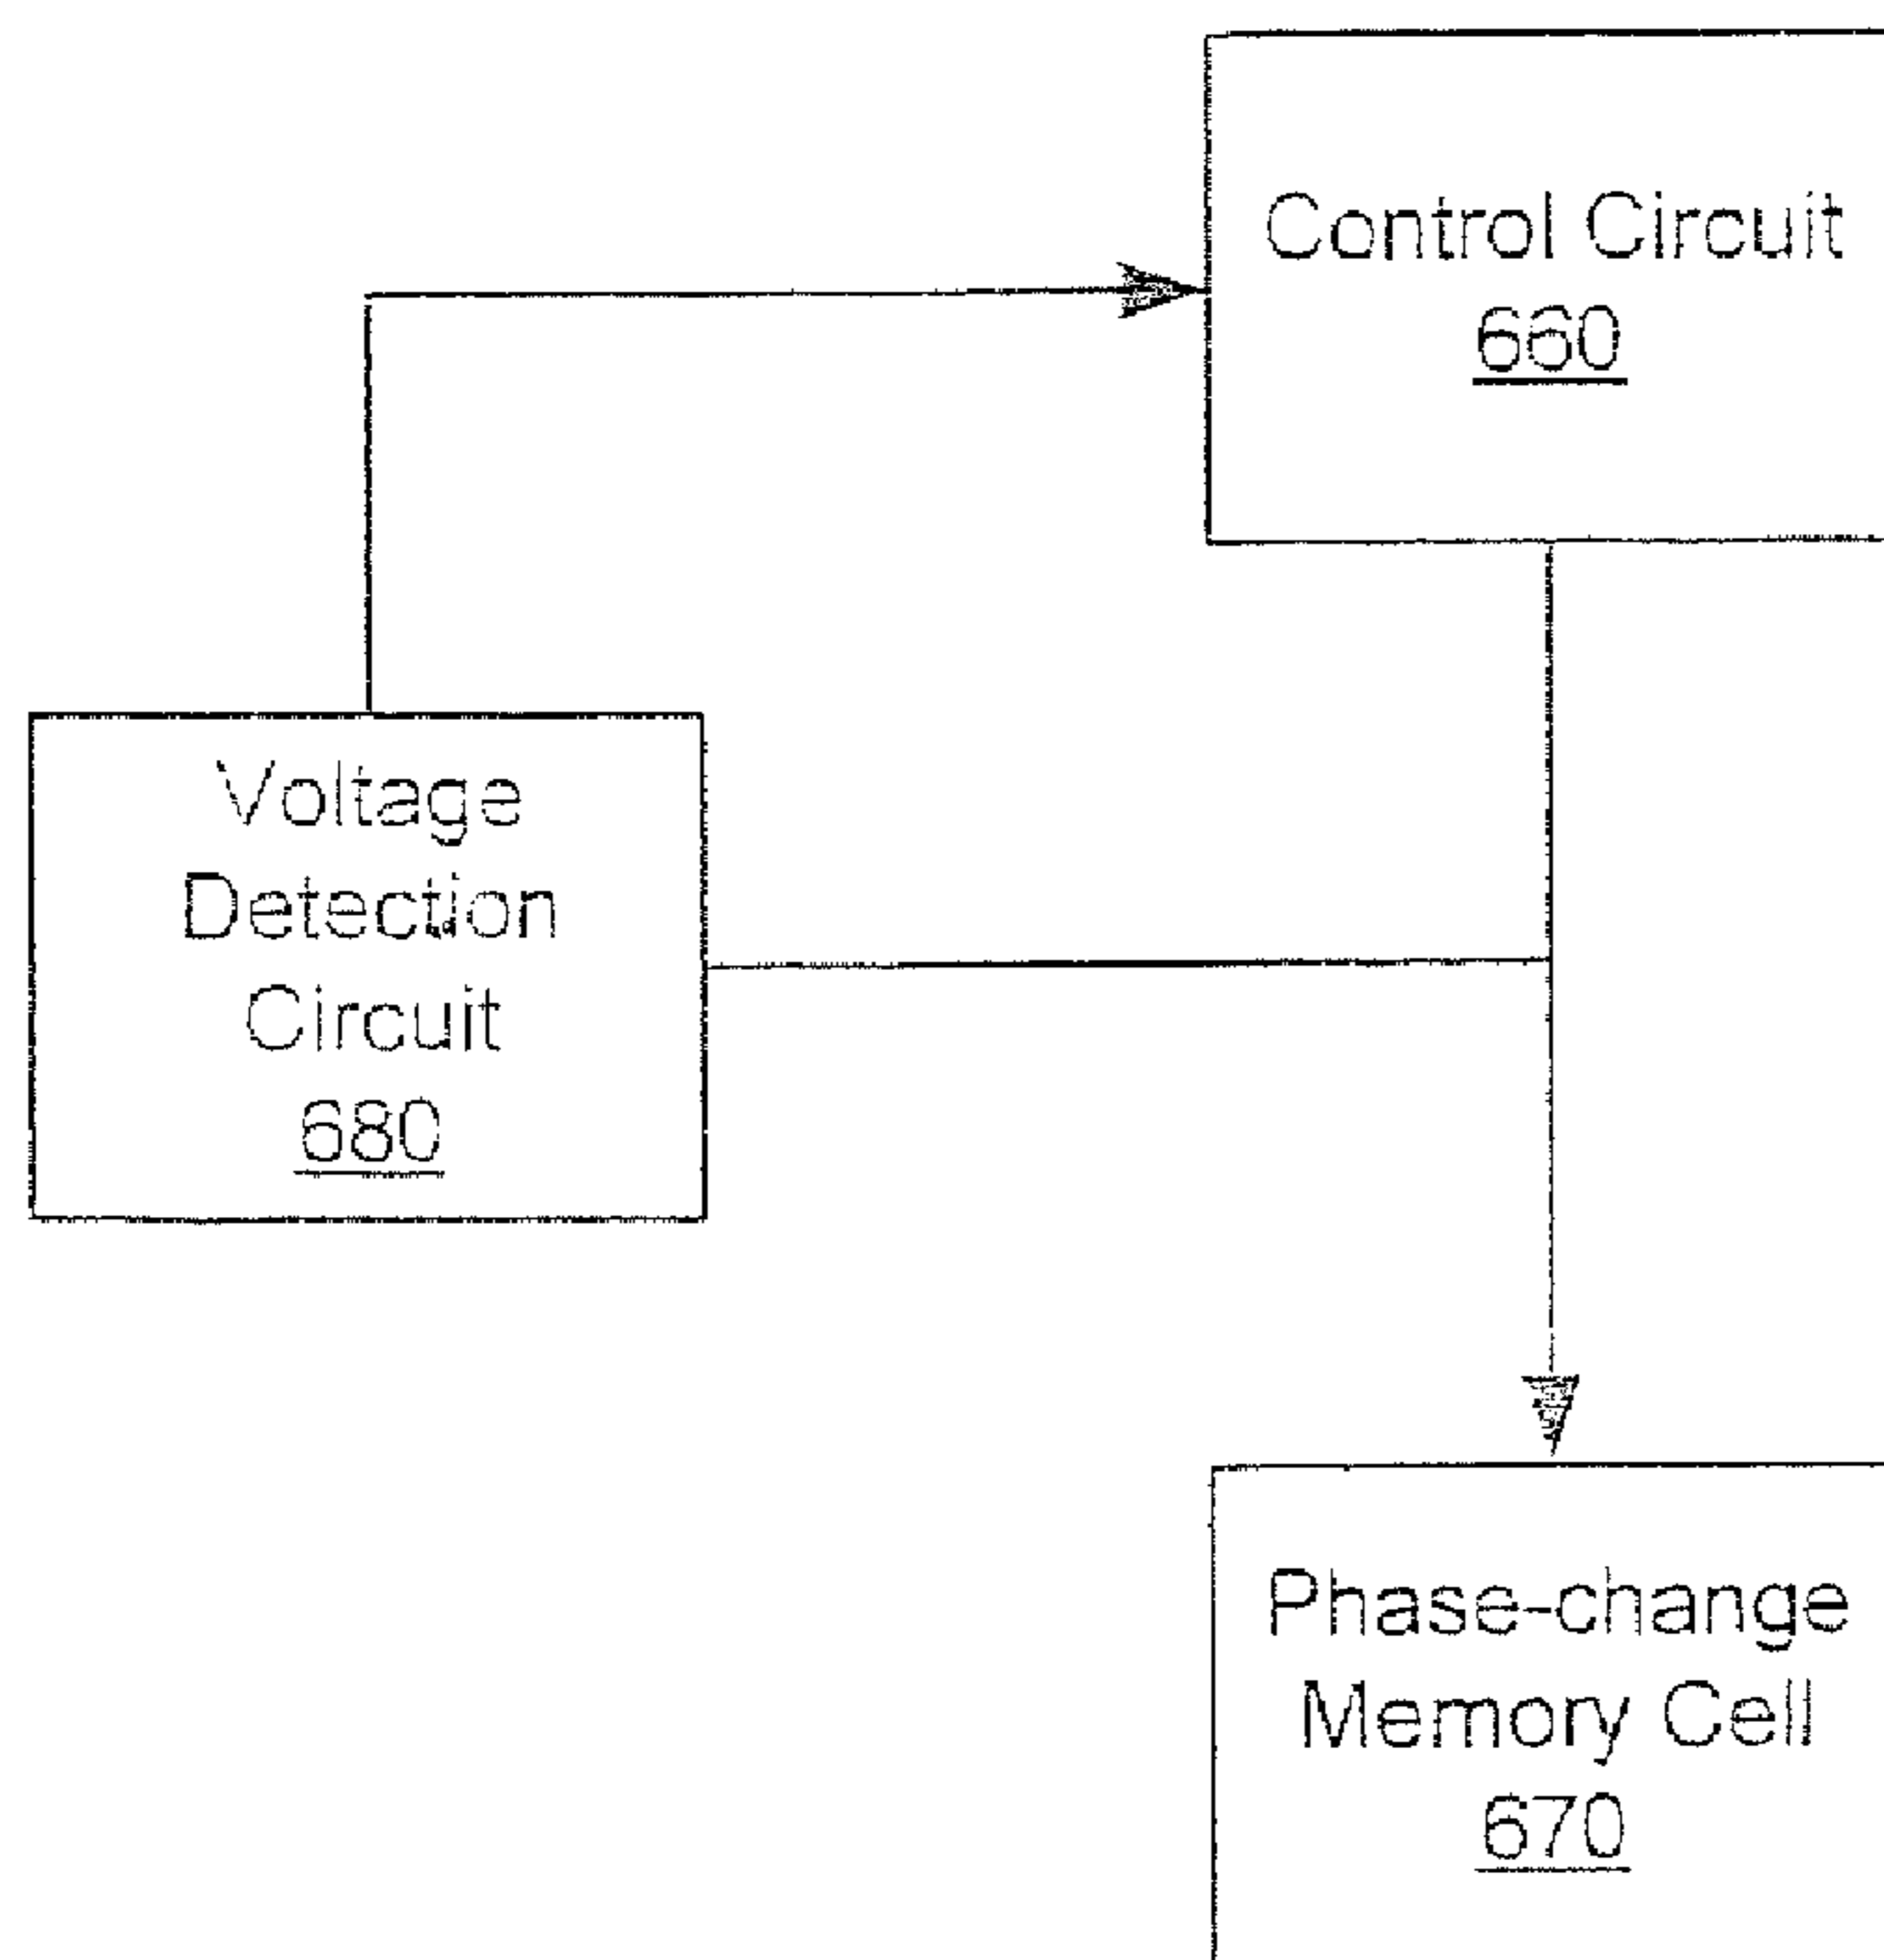 Control Circuit
660
Voltage
Detection
Circuit
680
Phase-change
Memory Cell
670